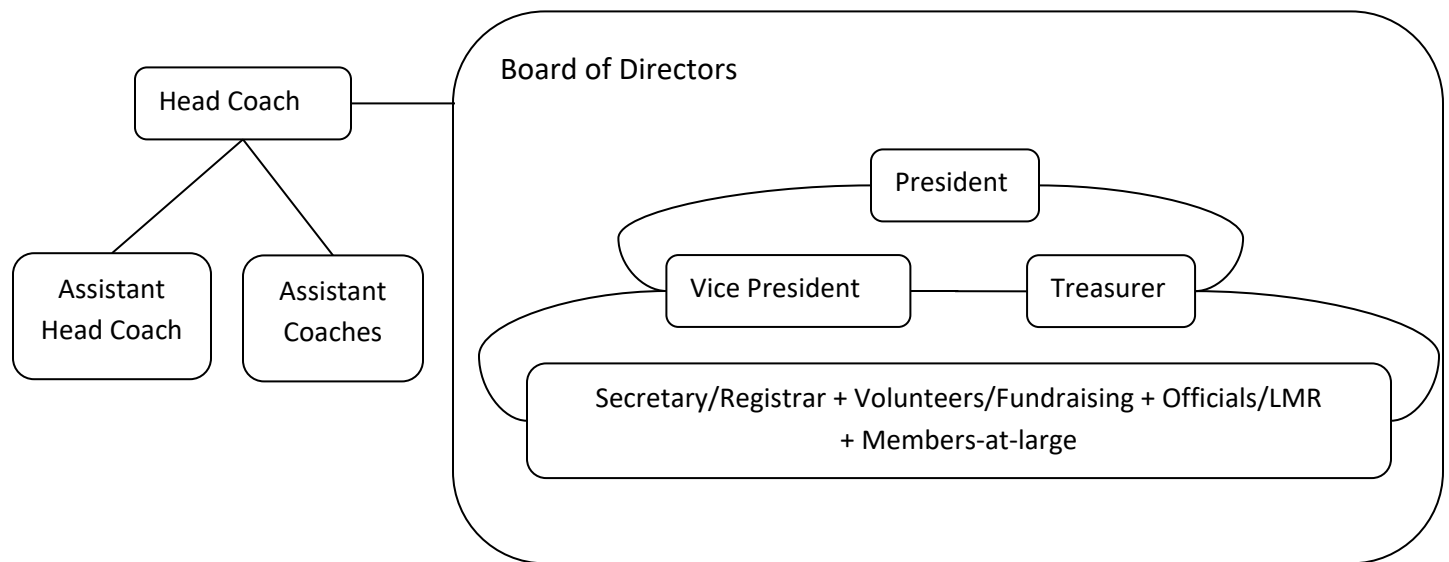 Board of Directors
Head Coach
President
Vice President
Treasurer
Assistant
Head Coach
Assistant
Coaches
Secretary/Registrar + Volunteers/Fundraising + Officials/LMR
+ Members-at-large